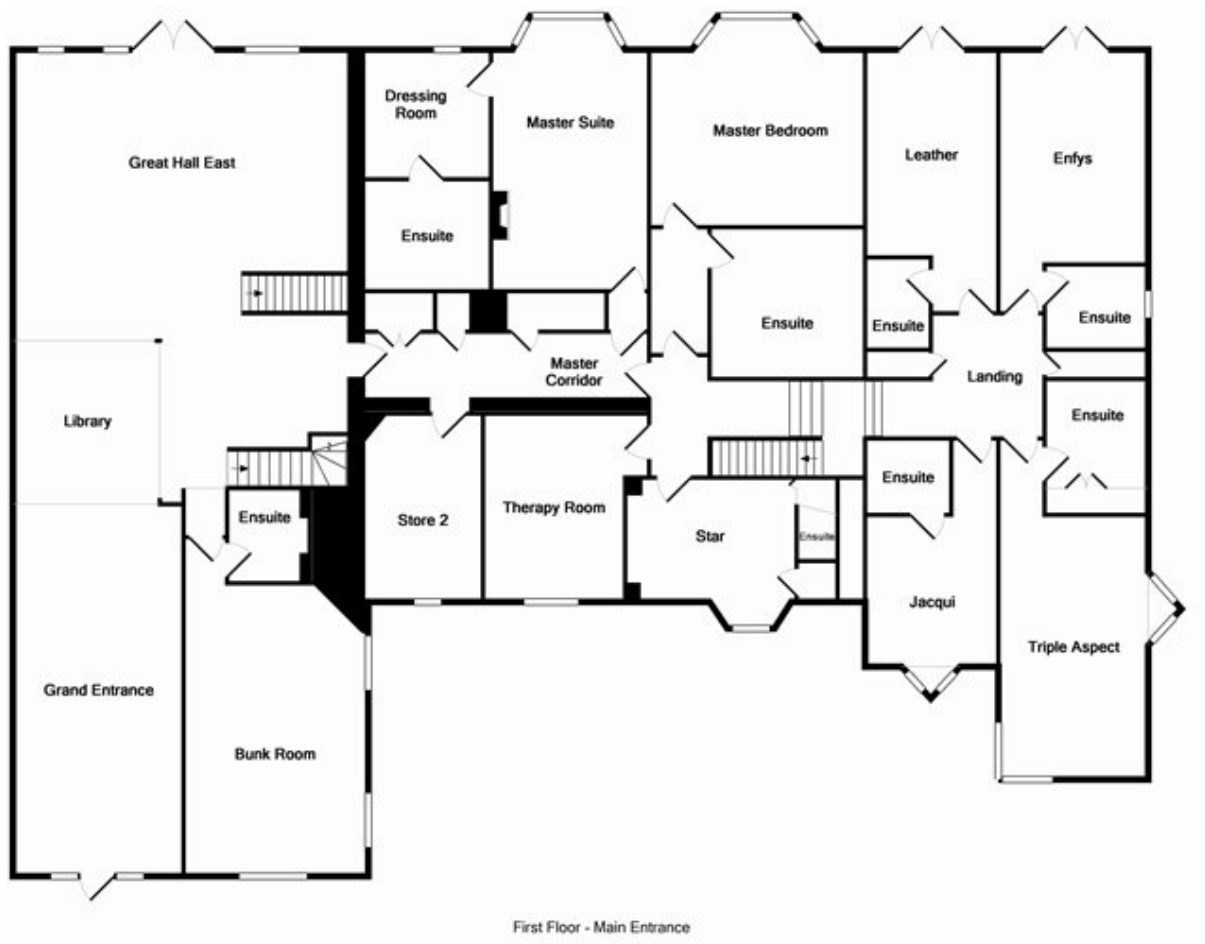 Dressing
Room
Master Suite
Master Bedroom
Great Hall East
Leather
Enfys
Ensuite
Ensuite
Ensuite
Ensuite
Master
Corridor
Landing
Library
Ensuite
Ensuite
Ensuite
Store 2
Therapy Room
Star
Ensuite
Jacqui
Triple Aspect
Grand Entrance
Bunk Room
First Floor - Main Entrance